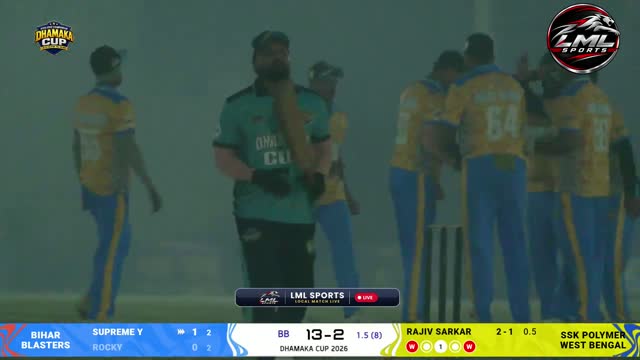 DHAMAKA
CUP
LML
SPORTS
DHAMAKA
CUP
64
LML SPORTS
LOCAL MATCH LIVE
LIVE
BIHAR
BLASTERS
SUPREME Y 1 2
ROCKY 0 2
BB 13-2 1.5 (8)
DHAMAKA CUP 2026
RAJIV SARKAR 2-1 0.5
W 1 W
SSK POLYMER
WEST BENGAL